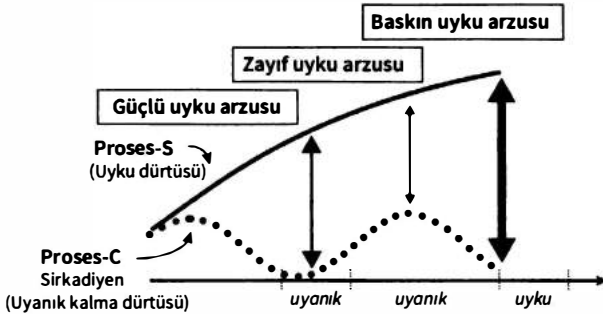 Baskın uyku arzusu
Zayıf uyku arzusu
Güçlü uyku arzusu
Proses-S
(Uyku dürtüsü)
Proses-C
Sirkadiyen
(Uyanık kalma dürtüsü)
uyanık
uyanık
uyku